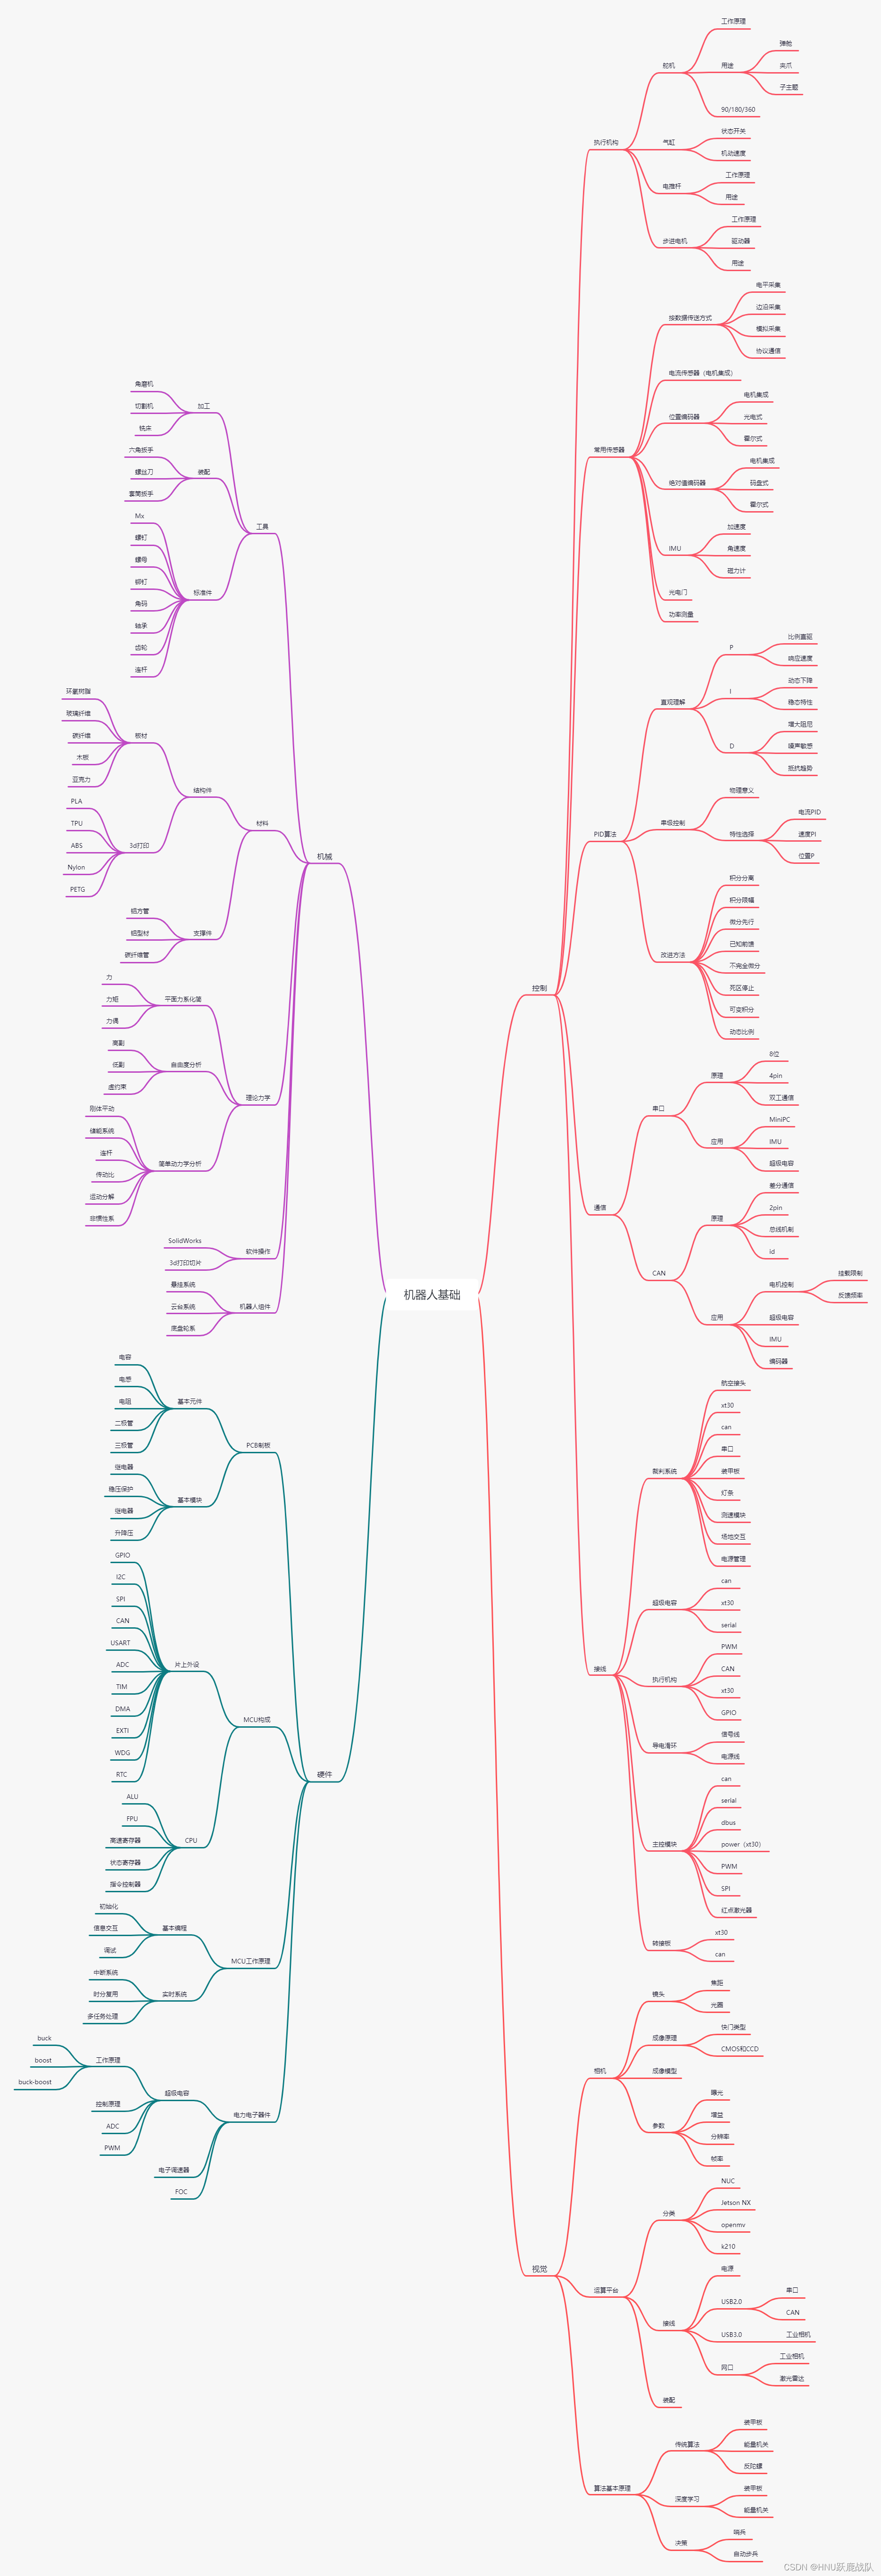 机器人基础
机械
工具
加工
角磨机
切割机
铣床
装配
六角扳手
螺丝刀
套筒扳手
标准件
Mx
螺钉
螺母
铆钉
角码
轴承
齿轮
连杆
材料
结构件
板材
环氧树脂
玻璃纤维
碳纤维
木板
亚克力
3d打印
PLA
TPU
ABS
Nylon
PETG
支撑件
铝方管
铝型材
碳纤维管
理论力学
平面力系化简
力
力矩
力偶
自由度分析
高副
低副
虚约束
简单动力学分析
刚体平动
储能系统
连杆
传动比
运动分解
非惯性系
软件操作
SolidWorks
3d打印切片
机器人组件
悬挂系统
云台系统
底盘轮系
硬件
PCB制板
基本元件
电容
电感
电阻
二极管
三极管
基本模块
继电器
稳压保护
继电器
升降压
MCU构成
片上外设
GPIO
I2C
SPI
CAN
USART
ADC
TIM
DMA
EXTI
WDG
RTC
CPU
ALU
FPU
高速寄存器
状态寄存器
指令控制器
MCU工作原理
基本编程
初始化
信息交互
调试
实时系统
中断系统
时分复用
多任务处理
电力电子器件
超级电容
工作原理
buck
boost
buck-boost
控制原理
ADC
PWM
电子调速器
FOC
控制
执行机构
舵机
工作原理
用途
弹舱
夹爪
子主题
90/180/360
气缸
状态开关
机动速度
电推杆
工作原理
用途
步进电机
工作原理
驱动器
用途
常用传感器
按数据传送方式
电平采集
边沿采集
模拟采集
协议通信
电流传感器（电机集成）
位置编码器
电机集成
光电式
霍尔式
绝对值编码器
电机集成
码盘式
霍尔式
IMU
加速度
角速度
磁力计
光电门
功率测量
PID算法
直观理解
P
比例直驱
响应速度
I
动态下降
稳态特性
D
增大阻尼
噪声敏感
抵抗趋势
串级控制
物理意义
特性选择
电流PID
速度PI
位置P
改进方法
积分分离
积分限幅
微分先行
已知前馈
不完全微分
死区停止
可变积分
动态比例
通信
串口
原理
8位
4pin
双工通信
应用
MiniPC
IMU
超级电容
CAN
原理
差分通信
2pin
总线机制
id
应用
电机控制
挂载限制
反馈频率
超级电容
IMU
编码器
接线
裁判系统
航空接头
xt30
can
串口
装甲板
灯条
测速模块
场地交互
电源管理
超级电容
can
xt30
serial
执行机构
PWM
CAN
xt30
GPIO
导电滑环
信号线
电源线
主控模块
can
serial
dbus
power（xt30）
PWM
SPI
红点激光器
转接板
xt30
can
视觉
相机
镜头
焦距
光圈
成像原理
快门类型
CMOS和CCD
成像模型
参数
曝光
增益
分辨率
帧率
运算平台
分类
NUC
Jetson NX
openmv
k210
接线
电源
USB2.0
串口
CAN
USB3.0
工业相机
网口
工业相机
激光雷达
装配
算法基本原理
传统算法
装甲板
能量机关
反陀螺
深度学习
装甲板
能量机关
决策
哨兵
自动步兵
CSDN @HNU跃鹿战队